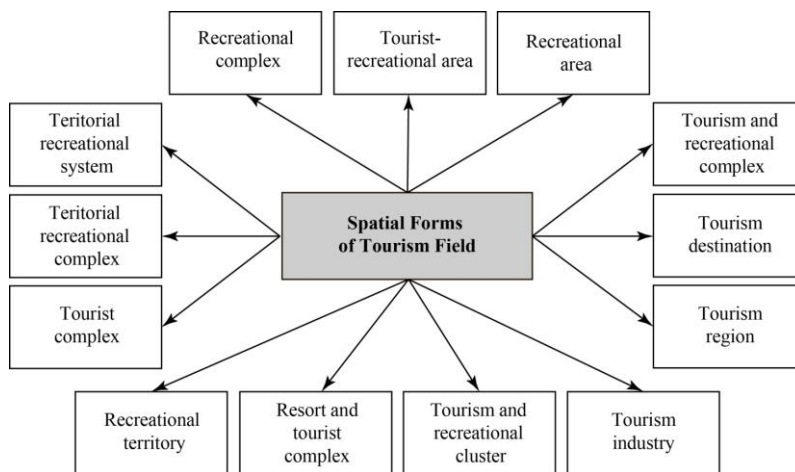 Recreational
complex
Tourist-
recreational area
Recreational
area
Teritorial
recreational
system
Tourism and
recreational
complex
Spatial Forms
of Tourism Field
Teritorial
recreational
complex
Tourism
destination
Tourist
complex
Tourism
region
Recreational
territory
Resort and
tourist
complex
Tourism and
recreational
cluster
Tourism
industry